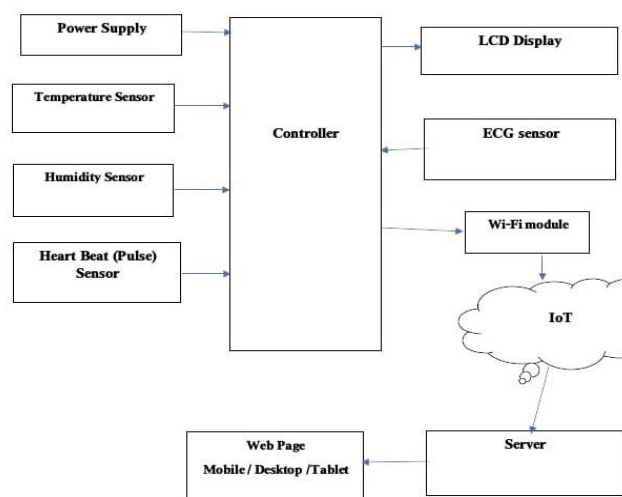 Power Supply
LCD Display
Temperature Sensor
Controller
ECG sensor
Humidity Sensor
Wi-Fi module
Heart Beat (Pulse)
Sensor
IoT
Server
Web Page
Mobile / Desktop /Tablet